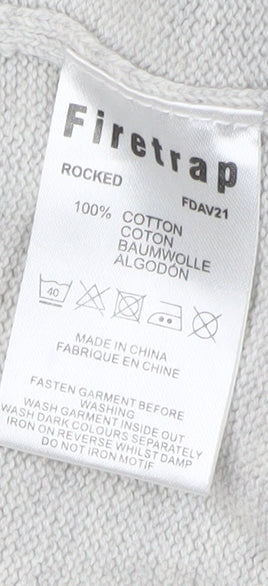 Firetrap
ROCKED
FDAV21
100% COTTON
COTON
BAUMWOLLE
ALGODÓN
40
MADE IN CHINA
FABRIQUE EN CHINE
FASTEN GARMENT BEFORE
WASHING
WASH GARMENT INSIDE OUT
WASH DARK COLOURS SEPARATELY
IRON ON REVERSE WHILST DAMP
DO NOT IRON MOTIF